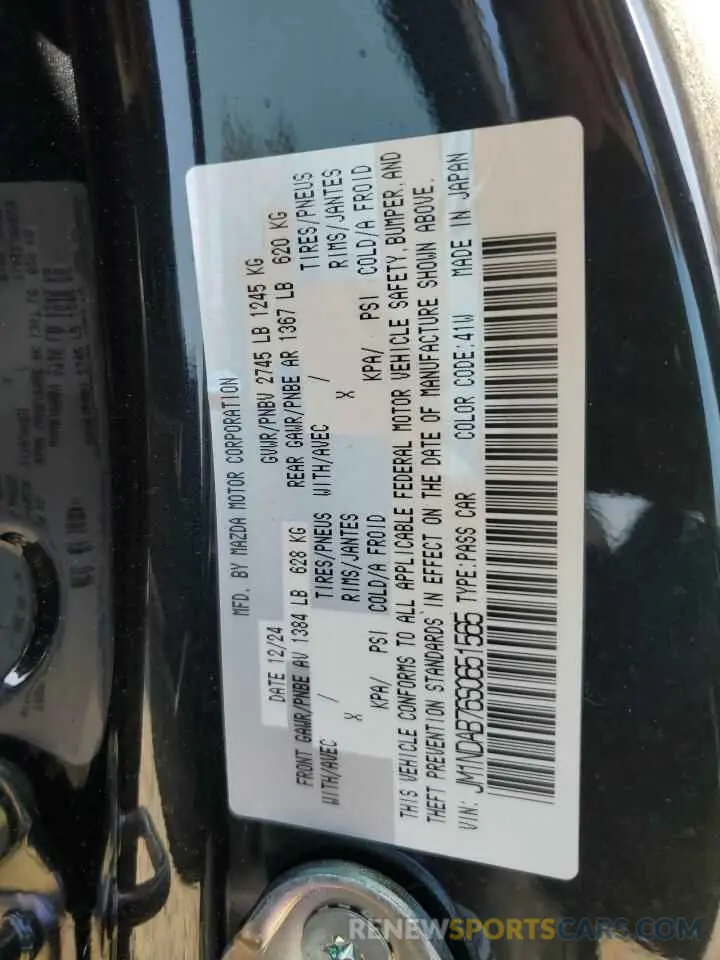 MFD. BY MAZDA MOTOR CORPORATION
DATE 12/24 GVWR/PNBV 2745 LB 1245 KG
FRONT GAWR/PNBE AV 1384 LB 628 KG REAR GAWR/PNBE AR 1367 LB 620 KG
WITH/AVEC / TIRES/PNEUS WITH/AVEC / TIRES/PNEUS
X RIMS/JANTES X RIMS/JANTES
KPA/ PSI COLD/A FROID KPA/ PSI COLD/A FROID
THIS VEHICLE CONFORMS TO ALL APPLICABLE FEDERAL MOTOR VEHICLE SAFETY, BUMPER, AND
THEFT PREVENTION STANDARDS IN EFFECT ON THE DATE OF MANUFACTURE SHOWN ABOVE.
VIN: JM1NDAB76S0651565 TYPE:PASS CAR COLOR CODE:41W MADE IN JAPAN
RENEWSPORTSCARS.COM